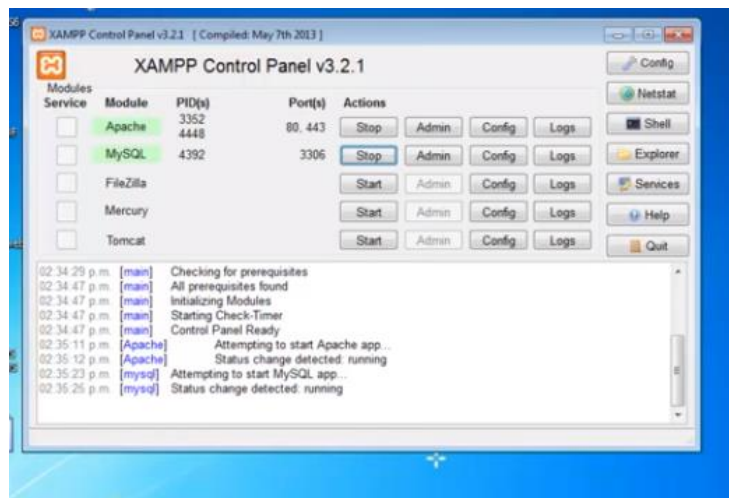 XAMPP Control Panel v3.2.1 [ Compiled: May 7th 2013 ]
XAMPP Control Panel v3.2.1
Modules
Service Module PID(s) Port(s) Actions
Apache 3352 4448 80, 443 Stop Admin Config Logs
MySQL 4392 3306 Stop Admin Config Logs
FileZilla Start Admin Config Logs
Mercury Start Admin Config Logs
Tomcat Start Admin Config Logs
Config
Netstat
Shell
Explorer
Services
Help
Quit
02:34:29 p.m. [main] Checking for prerequisites
02:34:47 p.m. [main] All prerequisites found
02:34:47 p.m. [main] Initializing Modules
02:34:47 p.m. [main] Starting Check-Timer
02:34:47 p.m. [main] Control Panel Ready
02:35:11 p.m. [Apache] Attempting to start Apache app...
02:35:12 p.m. [Apache] Status change detected: running
02:35:23 p.m. [mysql] Attempting to start MySQL app...
02:35:25 p.m. [mysql] Status change detected: running